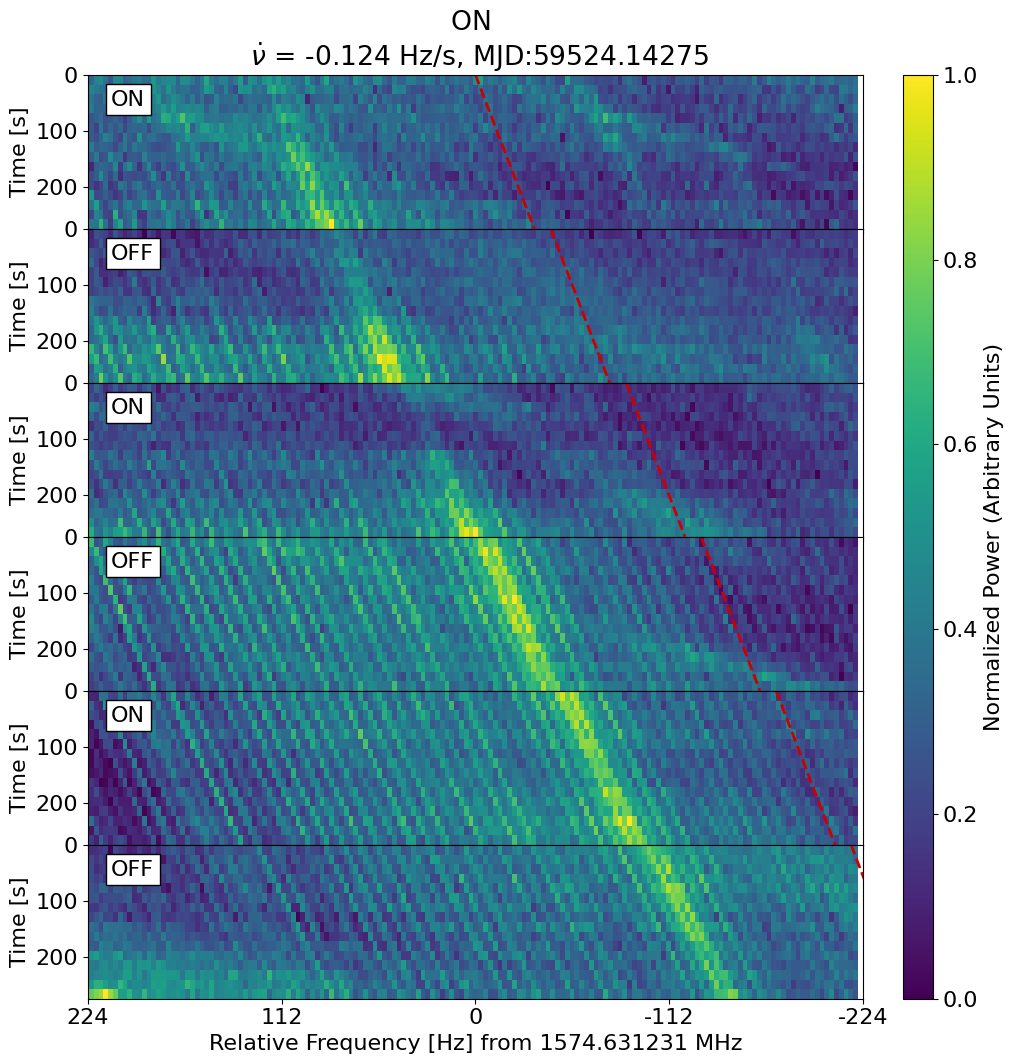 ON
ν̇ = -0.124 Hz/s, MJD:59524.14275
0
ON
100
200
Time [s]
0
OFF
100
200
Time [s]
0
ON
100
200
Time [s]
0
OFF
100
200
Time [s]
0
ON
100
200
Time [s]
0
OFF
100
200
Time [s]
224 112 0 -112 -224
Relative Frequency [Hz] from 1574.631231 MHz
1.0
0.8
0.6
0.4
0.2
0.0
Normalized Power (Arbitrary Units)